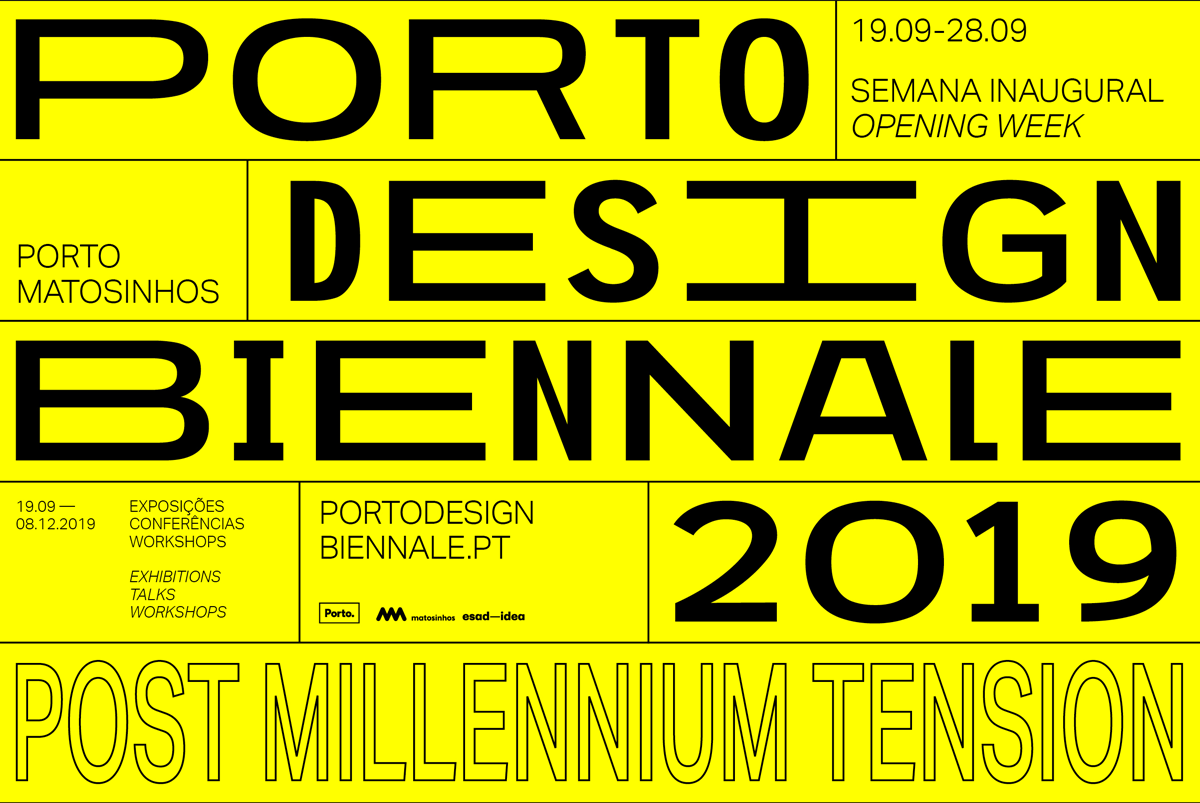 PORTO
19.09-28.09
SEMANA INAUGURAL
OPENING WEEK
PORTO
MATOSINHOS
DESIGN
BIENNALE
19.09 —
08.12.2019
EXPOSIÇÕES
CONFERÊNCIAS
WORKSHOPS
EXHIBITIONS
TALKS
WORKSHOPS
PORTODESIGN
BIENNALE.PT
Porto.
matosinhos
esad—idea
2019
POST MILLENNIUM TENSION